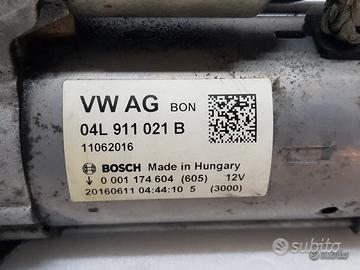 VW AG BON
04L 911 021 B
11062016
BOSCH Made in Hungary
↓ 0 001 174 604 (605) 12V
20160611 04:44:10 5 (3000)
subito